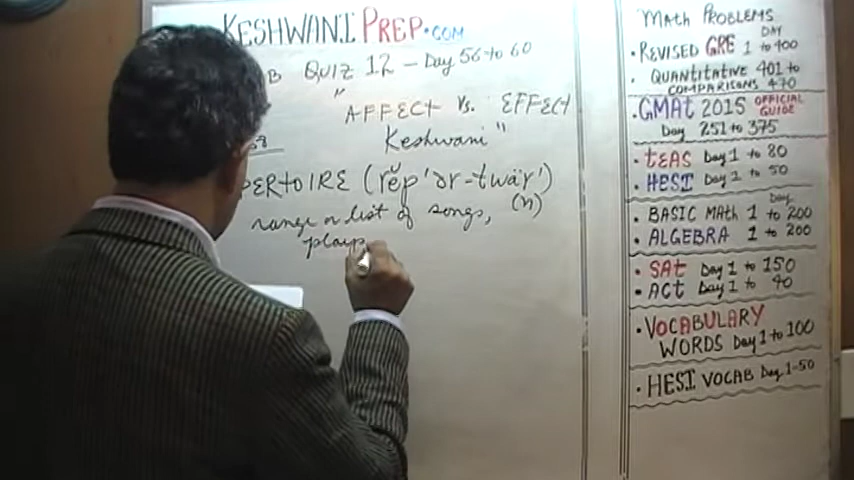 KESHWANI PREP.COM
B QUIZ 12 – Day 56 to 60
"AFFECT vs. EFFECT
Keshwani"
58
PERTOIRE (rĕp'ər-twär')
range or list of songs, (n)
plays
MATH PROBLEMS
• REVISED GRE DAY 1 to 400
• QUANTITATIVE 401 to
COMPARISONS 470
• GMAT 2015 OFFICIAL GUIDE
Day 251 to 375
• TEAS Day 1 to 80
• HESI Day 1 to 50
Day
• BASIC MATH 1 to 200
• ALGEBRA 1 to 200
• SAT Day 1 to 150
• ACT Day 1 to 40
• VOCABULARY
WORDS Day 1 to 100
• HESI VOCAB Day 1-50